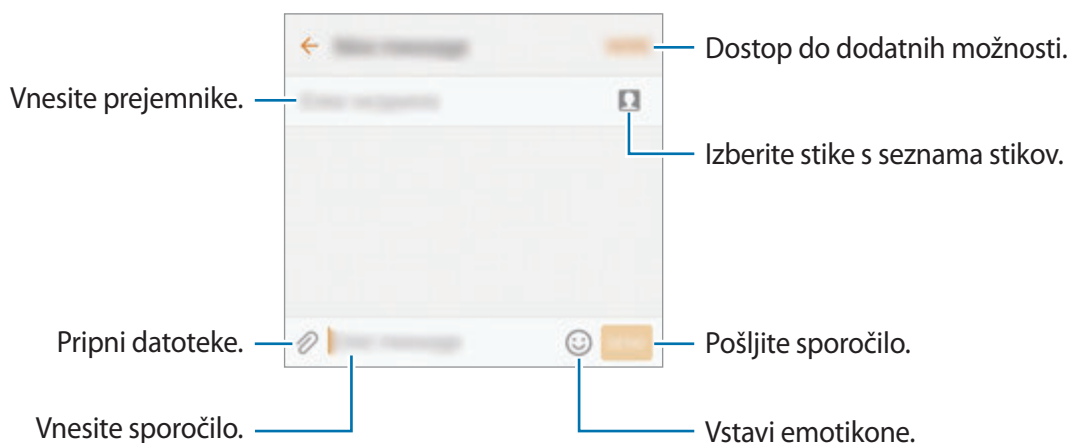 Dostop do dodatnih možnosti.
Vnesite prejemnike.
Izberite stike s seznama stikov.
Pripni datoteke.
Pošljite sporočilo.
Vnesite sporočilo.
Vstavi emotikone.